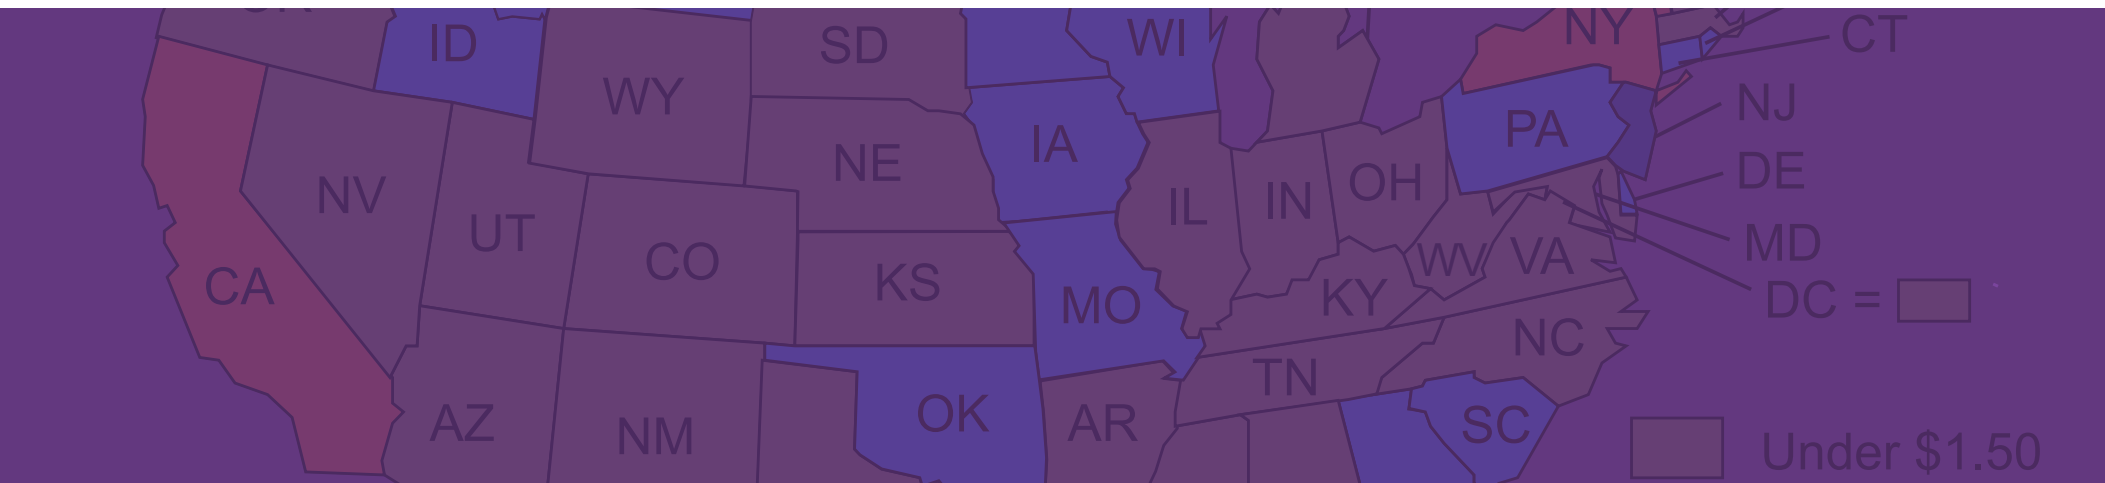 OR
NY
CT
ID
SD
WI
WY
NJ
PA
IA
NE
DE
NV
OH
IN
IL
UT
MD
CO
WV
VA
KS
CA
KY
DC =
MO
NC
TN
OK
SC
AZ
AR
NM
Under $1.50